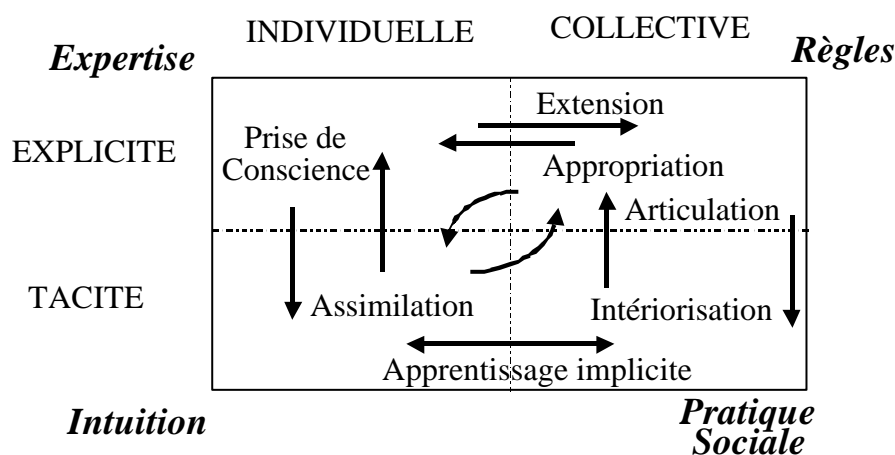 INDIVIDUELLE
COLLECTIVE
Expertise
Règles
Extension
Prise de
Conscience
EXPLICITE
Appropriation
Articulation
TACITE
Assimilation
Intériorisation
Apprentissage implicite
Intuition
Pratique
Sociale